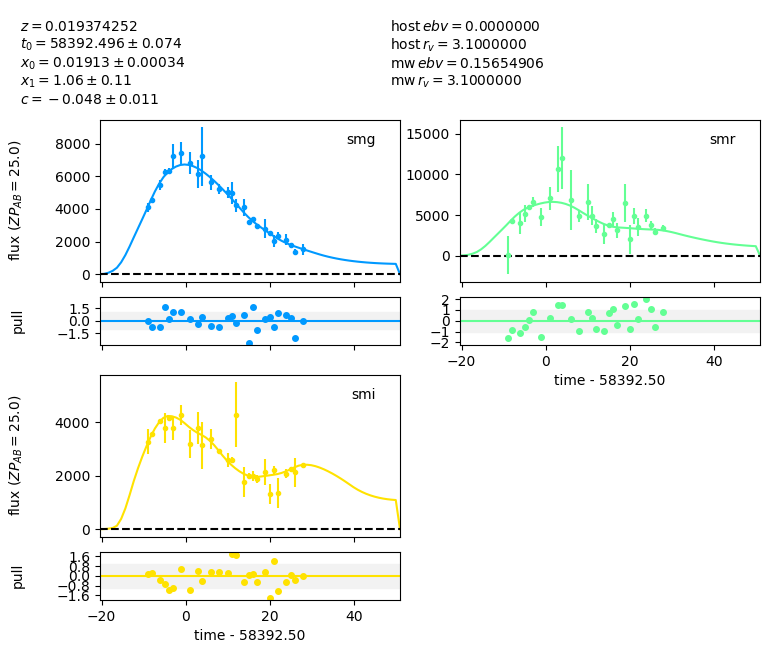 z = 0.019374252
t0 = 58392.496 ± 0.074
x0 = 0.01913 ± 0.00034
x1 = 1.06 ± 0.11
c = −0.048 ± 0.011
host ebv = 0.0000000
host rv = 3.1000000
mw ebv = 0.15654906
mw rv = 3.1000000
smg
flux (ZPAB = 25.0)
8000
6000
4000
2000
0
pull
1.5
0.0
−1.5
smr
15000
10000
5000
0
2
1
0
−1
−2
−20 0 20 40
time - 58392.50
smi
flux (ZPAB = 25.0)
4000
2000
0
pull
1.6
0.8
0.0
−0.8
−1.6
−20 0 20 40
time - 58392.50